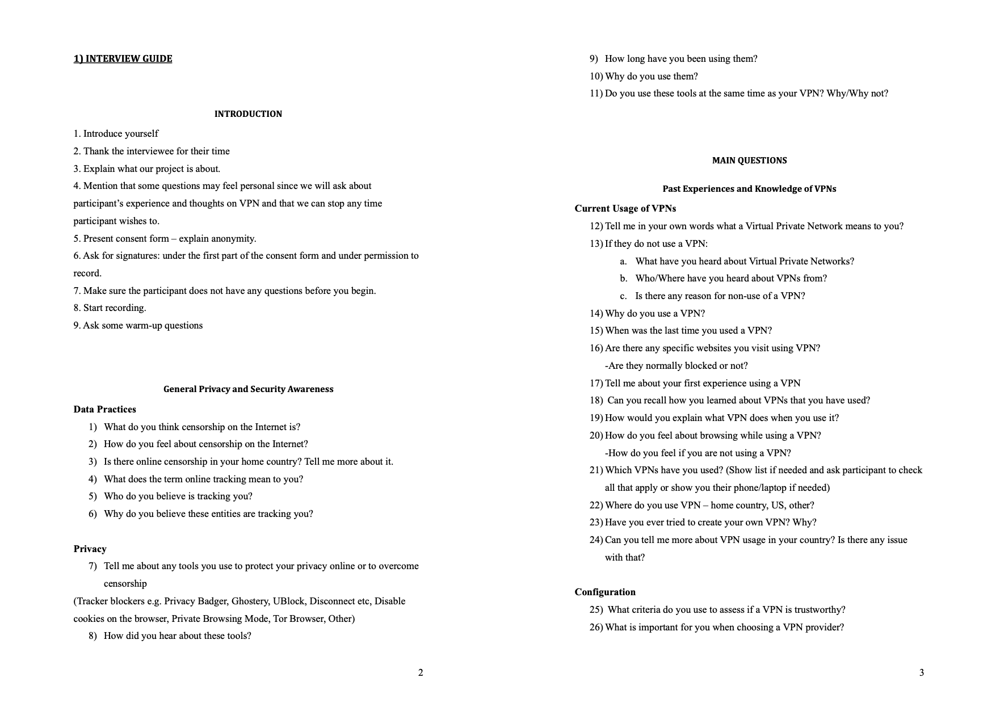 1) INTERVIEW GUIDE
INTRODUCTION
1. Introduce yourself
2. Thank the interviewee for their time
3. Explain what our project is about.
4. Mention that some questions may feel personal since we will ask about
participant’s experience and thoughts on VPN and that we can stop any time
participant wishes to.
5. Present consent form – explain anonymity.
6. Ask for signatures: under the first part of the consent form and under permission to
record.
7. Make sure the participant does not have any questions before you begin.
8. Start recording.
9. Ask some warm-up questions
General Privacy and Security Awareness
Data Practices
1) What do you think censorship on the Internet is?
2) How do you feel about censorship on the Internet?
3) Is there online censorship in your home country? Tell me more about it.
4) What does the term online tracking mean to you?
5) Who do you believe is tracking you?
6) Why do you believe these entities are tracking you?
Privacy
7) Tell me about any tools you use to protect your privacy online or to overcome
censorship
(Tracker blockers e.g. Privacy Badger, Ghostery, UBlock, Disconnect etc, Disable
cookies on the browser, Private Browsing Mode, Tor Browser, Other)
8) How did you hear about these tools?
2
9) How long have you been using them?
10) Why do you use them?
11) Do you use these tools at the same time as your VPN? Why/Why not?
MAIN QUESTIONS
Past Experiences and Knowledge of VPNs
Current Usage of VPNs
12) Tell me in your own words what a Virtual Private Network means to you?
13) If they do not use a VPN:
a. What have you heard about Virtual Private Networks?
b. Who/Where have you heard about VPNs from?
c. Is there any reason for non-use of a VPN?
14) Why do you use a VPN?
15) When was the last time you used a VPN?
16) Are there any specific websites you visit using VPN?
-Are they normally blocked or not?
17) Tell me about your first experience using a VPN
18) Can you recall how you learned about VPNs that you have used?
19) How would you explain what VPN does when you use it?
20) How do you feel about browsing while using a VPN?
-How do you feel if you are not using a VPN?
21) Which VPNs have you used? (Show list if needed and ask participant to check
all that apply or show you their phone/laptop if needed)
22) Where do you use VPN – home country, US, other?
23) Have you ever tried to create your own VPN? Why?
24) Can you tell me more about VPN usage in your country? Is there any issue
with that?
Configuration
25) What criteria do you use to assess if a VPN is trustworthy?
26) What is important for you when choosing a VPN provider?
3